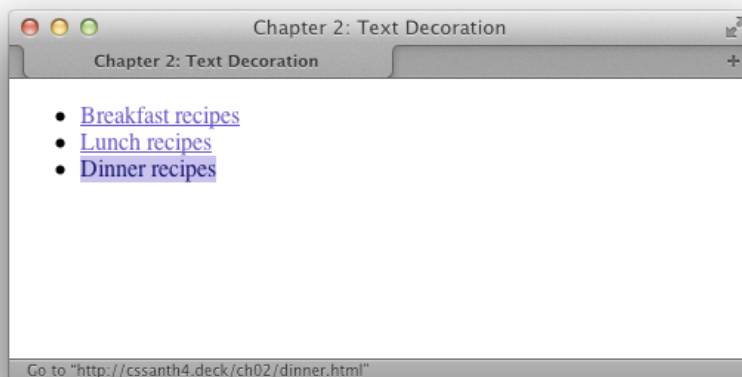 Chapter 2: Text Decoration
Chapter 2: Text Decoration
+
• Breakfast recipes
• Lunch recipes
• Dinner recipes
Go to "http://cssanth4.deck/ch02/dinner.html"